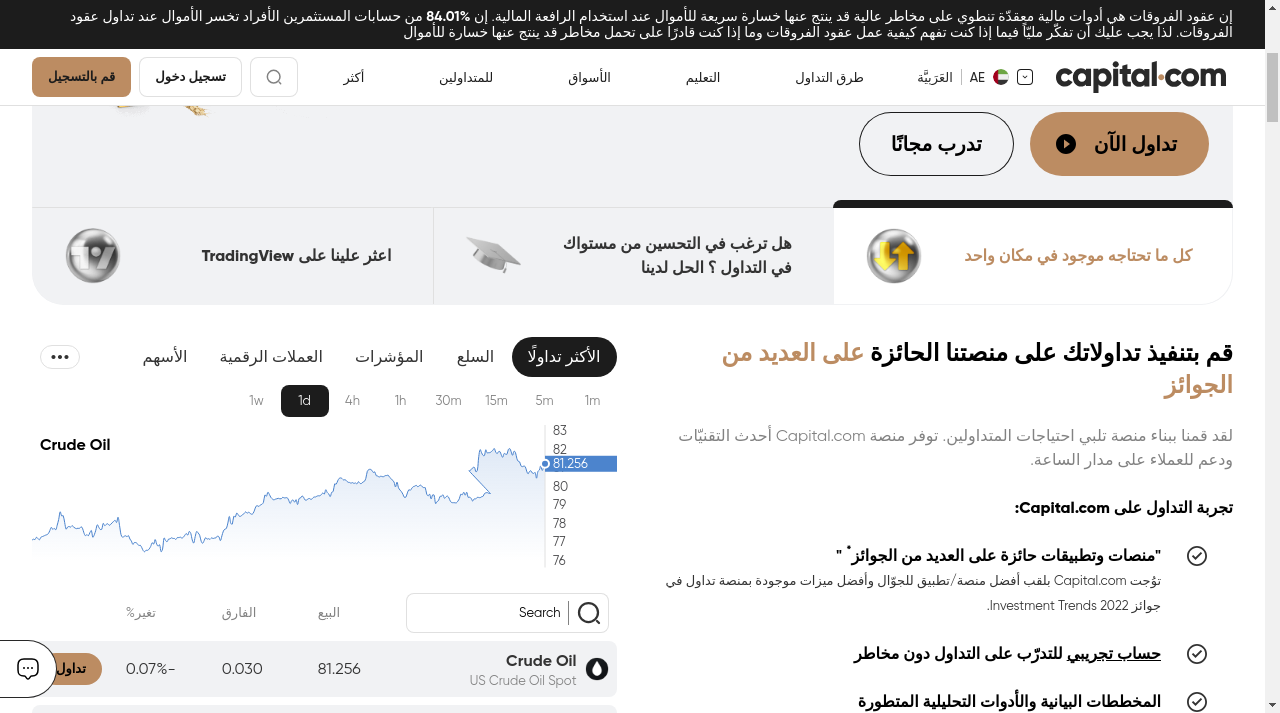 إن عقود الفروقات هي أدوات مالية معقدّة تنطوي على مخاطر عالية قد ينتج عنها خسارة سريعة للأموال عند استخدام الرافعة المالية. إن 84.01% من حسابات المستثمرين الأفراد تخسر الأموال عند تداول عقود
الفروقات. لذا يجب عليك أن تفكّر مليّاً فيما إذا كنت تفهم كيفية عمل عقود الفروقات وما إذا كنت قادرًا على تحمل مخاطر قد ينتج عنها خسارة للأموال
capital.com
AE
العَرَبِيَّة
طرق التداول
التعليم
الأسواق
للمتداولين
أكثر
تسجيل دخول
قم بالتسجيل
تداول الآن
تدرب مجانًا
كل ما تحتاجه موجود في مكان واحد
هل ترغب في التحسين من مستواك
في التداول ؟ الحل لدينا
اعثر علينا على TradingView
قم بتنفيذ تداولاتك على منصتنا الحائزة على العديد من
الجوائز
لقد قمنا ببناء منصة تلبي احتياجات المتداولين. توفر منصة Capital.com أحدث التقنيّات
ودعم للعملاء على مدار الساعة.
تجربة التداول على Capital.com:
"منصات وتطبيقات حائزة على العديد من الجوائز* "
توُجت Capital.com بلقب أفضل منصة/تطبيق للجوّال وأفضل ميزات موجودة بمنصة تداول في
جوائز Investment Trends 2022.
حساب تجريبي للتدرّب على التداول دون مخاطر
المخططات البيانية والأدوات التحليلية المتطورة
الأكثر تداولًا
السلع
المؤشرات
العملات الرقمية
الأسهم
1m
5m
15m
30m
1h
4h
1d
1w
Crude Oil
83
82
81.256
80
79
78
77
76
Search
البيع
الفارق
تغير%
Crude Oil
US Crude Oil Spot
81.256
0.030
-0.07%
تداول